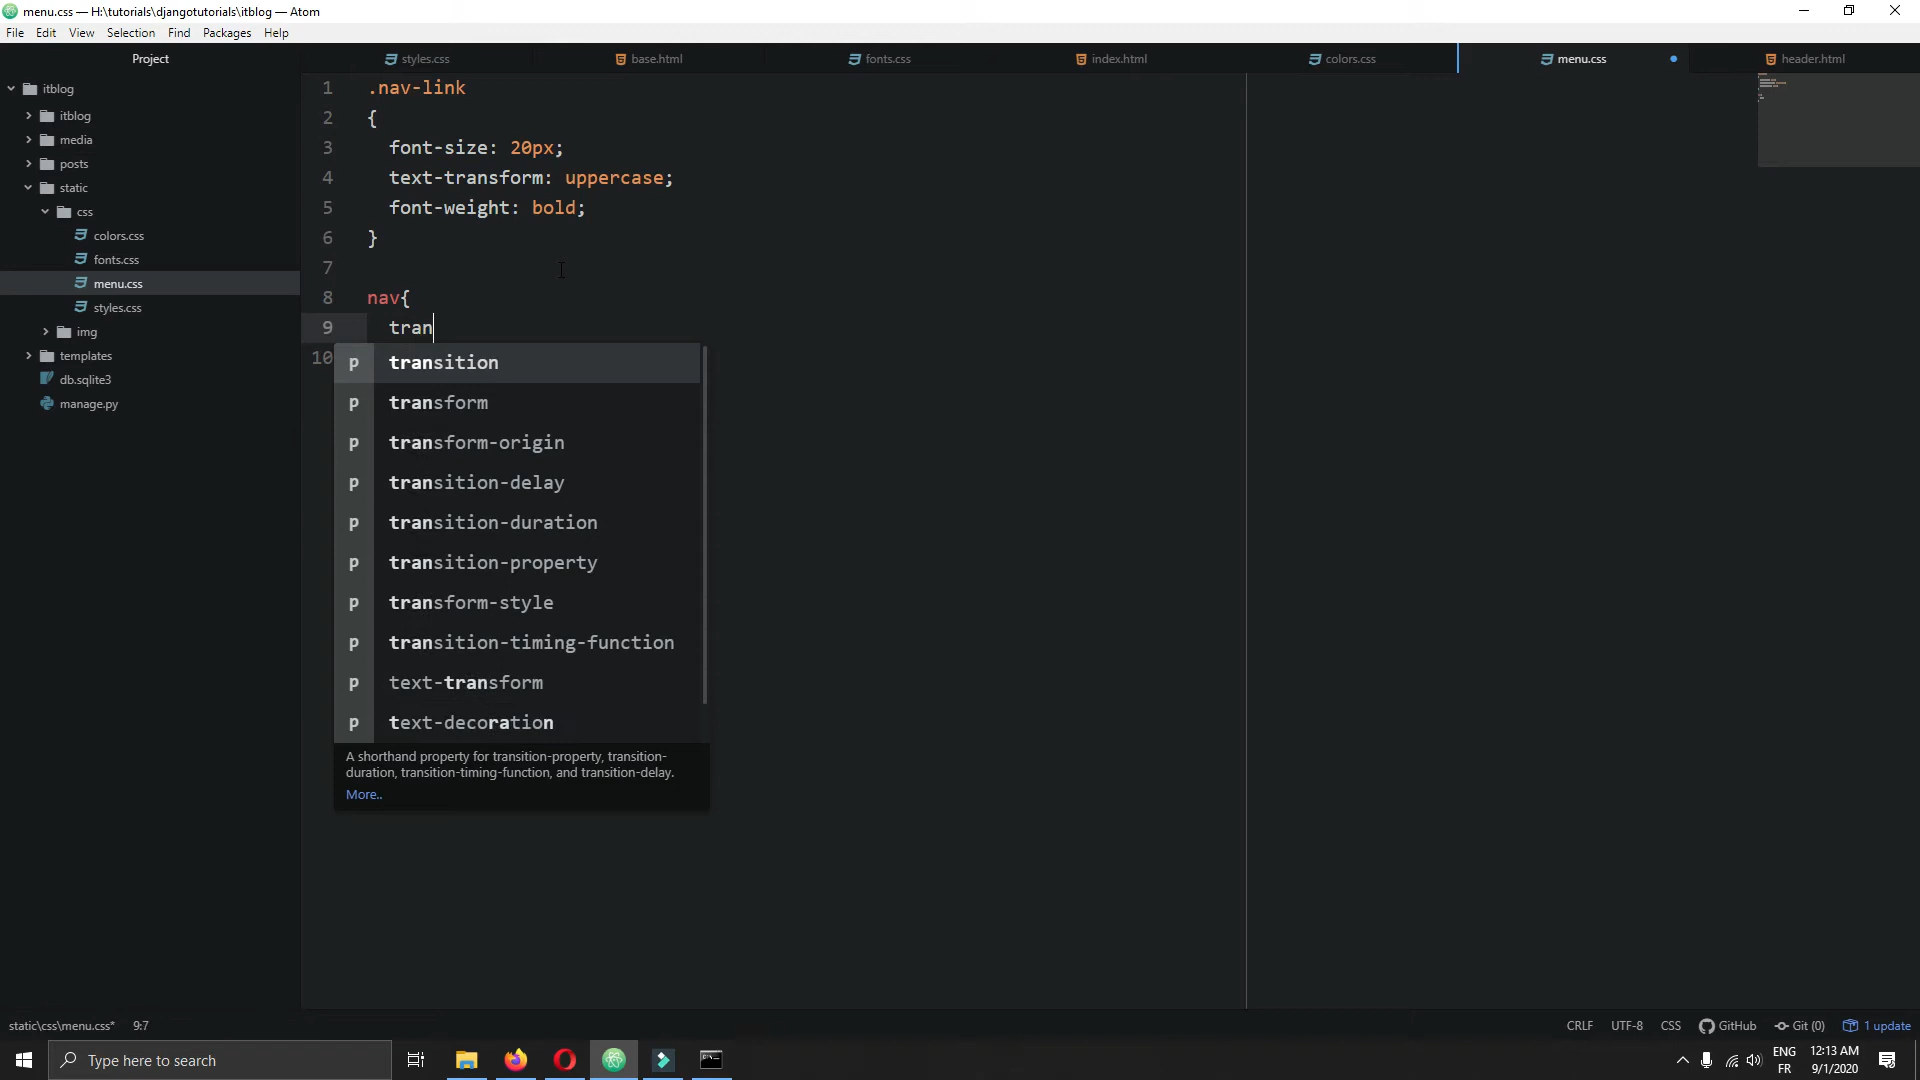 menu.css — H:\tutorials\djangotutorials\itblog — Atom
File Edit View Selection Find Packages Help
Project
styles.css base.html fonts.css index.html colors.css menu.css header.html
itblog
itblog
media
posts
static
css
colors.css
fonts.css
menu.css
styles.css
img
templates
db.sqlite3
manage.py
1 .nav-link
2 {
3 font-size: 20px;
4 text-transform: uppercase;
5 font-weight: bold;
6 }
7
8 nav{
9 tran
10
p transition
p transform
p transform-origin
p transition-delay
p transition-duration
p transition-property
p transform-style
p transition-timing-function
p text-transform
p text-decoration
A shorthand property for transition-property, transition-
duration, transition-timing-function, and transition-delay.
More..
static\css\menu.css* 9:7 CRLF UTF-8 CSS GitHub Git (0) 1 update
Type here to search
ENG 12:13 AM
FR 9/1/2020